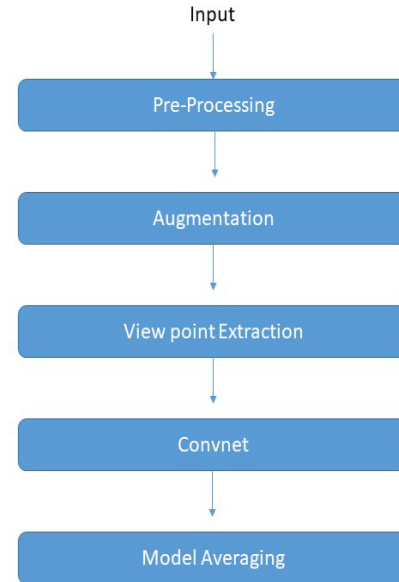 Input
Pre-Processing
Augmentation
View point Extraction
Convnet
Model Averaging